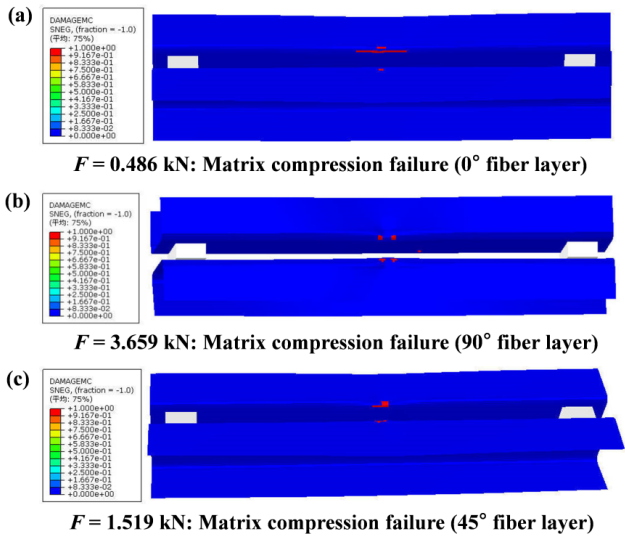 (a)
DAMAGEMC
SNEG, (fraction = -1.0)
(平均: 75%)
+1.000e+00
+9.167e-01
+8.333e-01
+7.500e-01
+6.667e-01
+5.833e-01
+5.000e-01
+4.167e-01
+3.333e-01
+2.500e-01
+1.667e-01
+8.333e-02
+0.000e+00
F = 0.486 kN: Matrix compression failure (0° fiber layer)
(b)
DAMAGEMC
SNEG, (fraction = -1.0)
(平均: 75%)
+1.000e+00
+9.167e-01
+8.333e-01
+7.500e-01
+6.667e-01
+5.833e-01
+5.000e-01
+4.167e-01
+3.333e-01
+2.500e-01
+1.667e-01
+8.333e-02
+0.000e+00
F = 3.659 kN: Matrix compression failure (90° fiber layer)
(c)
DAMAGEMC
SNEG, (fraction = -1.0)
(平均: 75%)
+1.000e+00
+9.167e-01
+8.333e-01
+7.500e-01
+6.667e-01
+5.833e-01
+5.000e-01
+4.167e-01
+3.333e-01
+2.500e-01
+1.667e-01
+8.333e-02
+0.000e+00
F = 1.519 kN: Matrix compression failure (45° fiber layer)